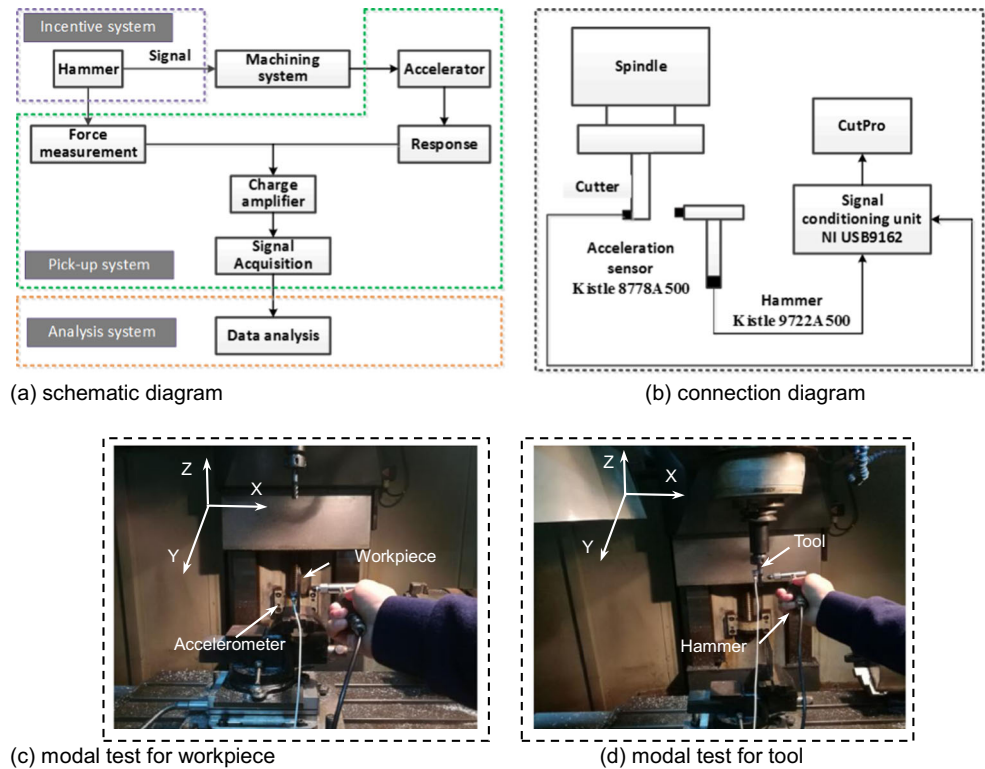 Incentive system
Hammer
Signal
Machining
system
Accelerator
Force
measurement
Response
Charge
amplifier
Signal
Acquisition
Pick-up system
Analysis system
Data analysis
(a) schematic diagram
Spindle
CutPro
Cutter
Signal
conditioning unit
NI USB9162
Acceleration
sensor
Kistle 8778A500
Hammer
Kistle 9722A500
(b) connection diagram
Z
X
Y
Workpiece
Accelerometer
(c) modal test for workpiece
Z
X
Y
Tool
Hammer
(d) modal test for tool